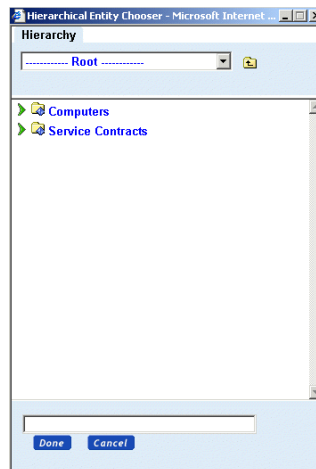 Hierarchical Entity Chooser - Microsoft Internet ...
Hierarchy
------------ Root ------------
Computers
Service Contracts
Done Cancel